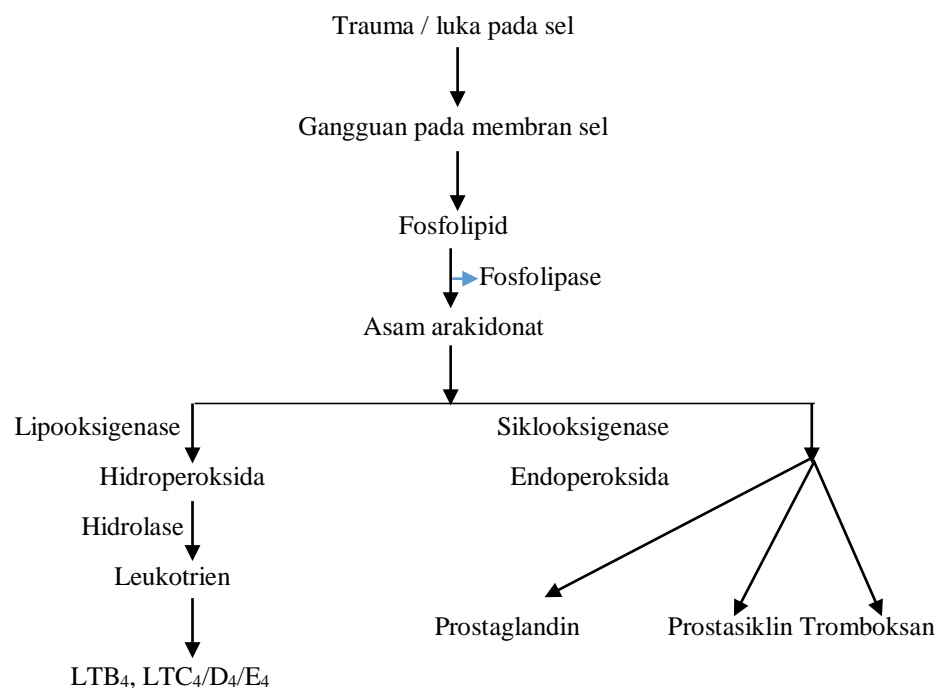 Trauma / luka pada sel
Gangguan pada membran sel
Fosfolipid
Fosfolipase
Asam arakidonat
Lipooksigenase Siklooksigenase
Hidroperoksida Endoperoksida
Hidrolase
Leukotrien
Prostaglandin Prostasiklin Tromboksan
LTB₄, LTC₄/D₄/E₄